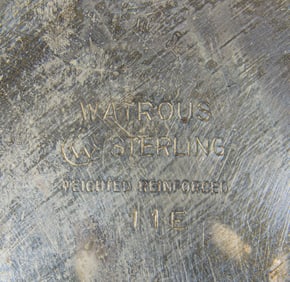 WATROUS
STERLING
WEIGHTED REINFORCED
11E